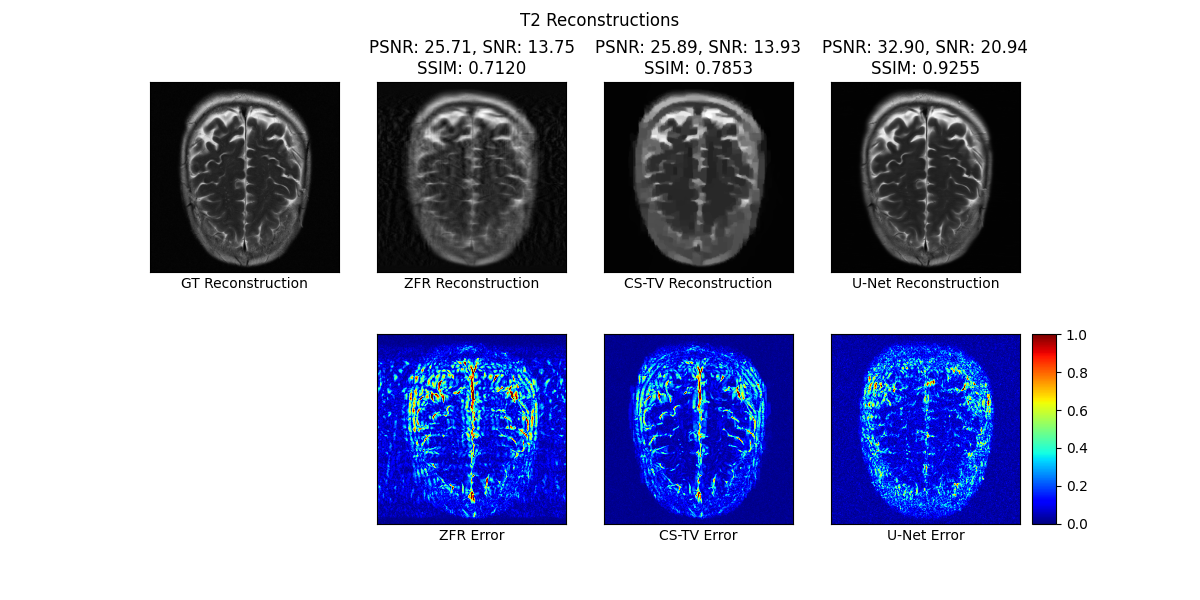 T2 Reconstructions
PSNR: 25.71, SNR: 13.75
SSIM: 0.7120
PSNR: 25.89, SNR: 13.93
SSIM: 0.7853
PSNR: 32.90, SNR: 20.94
SSIM: 0.9255
GT Reconstruction
ZFR Reconstruction
CS-TV Reconstruction
U-Net Reconstruction
1.0
0.8
0.6
0.4
0.2
0.0
ZFR Error
CS-TV Error
U-Net Error